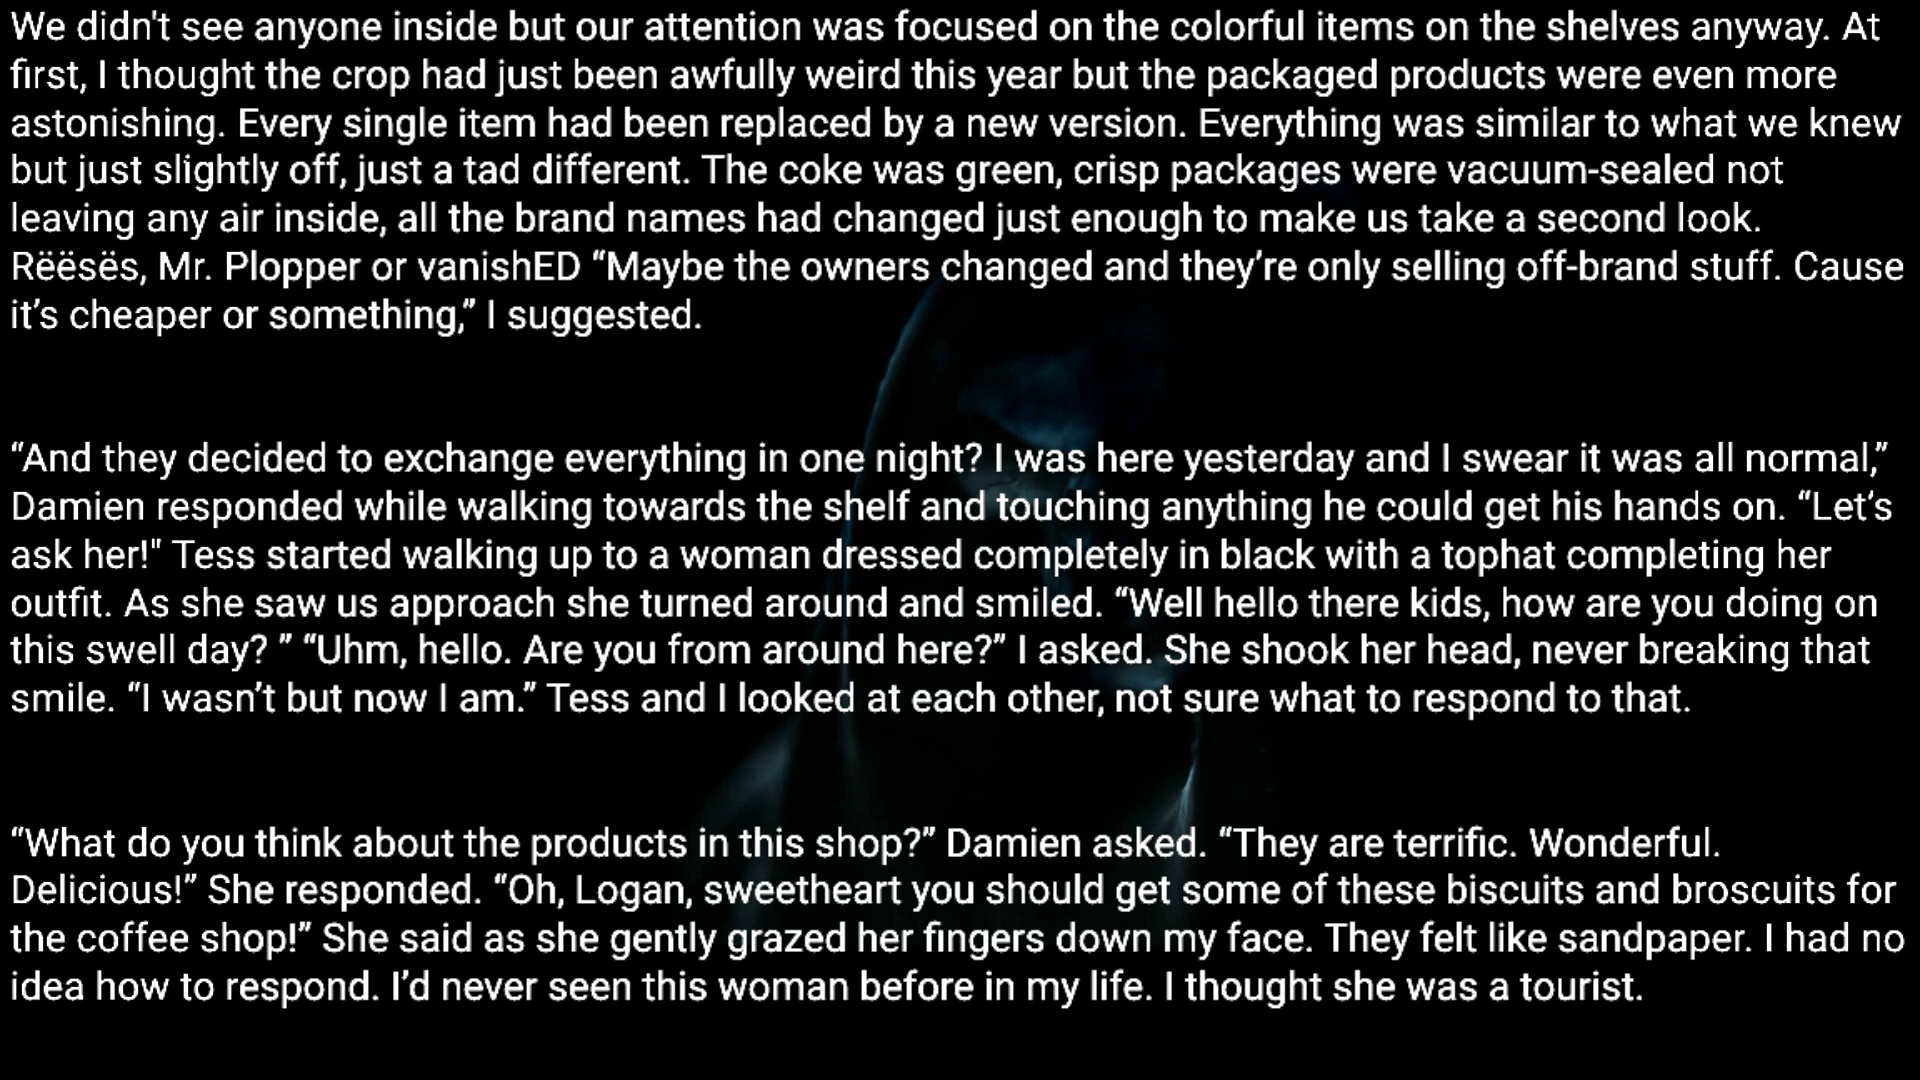 We didn't see anyone inside but our attention was focused on the colorful items on the shelves anyway. At
first, I thought the crop had just been awfully weird this year but the packaged products were even more
astonishing. Every single item had been replaced by a new version. Everything was similar to what we knew
but just slightly off, just a tad different. The coke was green, crisp packages were vacuum-sealed not
leaving any air inside, all the brand names had changed just enough to make us take a second look.
Rëësës, Mr. Plopper or vanishED “Maybe the owners changed and they’re only selling off-brand stuff. Cause
it’s cheaper or something,” I suggested.
“And they decided to exchange everything in one night? I was here yesterday and I swear it was all normal,”
Damien responded while walking towards the shelf and touching anything he could get his hands on. “Let’s
ask her!" Tess started walking up to a woman dressed completely in black with a tophat completing her
outfit. As she saw us approach she turned around and smiled. “Well hello there kids, how are you doing on
this swell day? ” “Uhm, hello. Are you from around here?” I asked. She shook her head, never breaking that
smile. “I wasn’t but now I am.” Tess and I looked at each other, not sure what to respond to that.
“What do you think about the products in this shop?” Damien asked. “They are terrific. Wonderful.
Delicious!” She responded. “Oh, Logan, sweetheart you should get some of these biscuits and broscuits for
the coffee shop!” She said as she gently grazed her fingers down my face. They felt like sandpaper. I had no
idea how to respond. I’d never seen this woman before in my life. I thought she was a tourist.